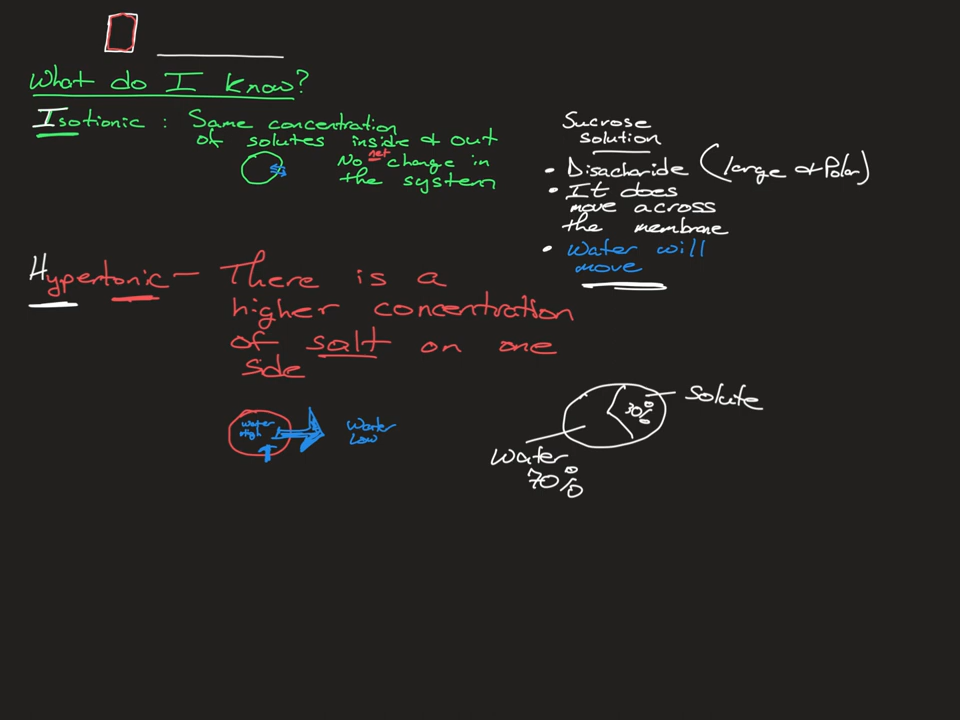 What do I know?
Isotionic : Same concentration
of solutes inside & out
No net change in
the system
Sucrose
solution
• Disacharide (large & Polar)
• It does
move across
the membrane
• Water will
move
Hypertonic — There is a
higher concentration
of salt on one
side
Water
High
Water
Low
30%
Solute
Water
70%